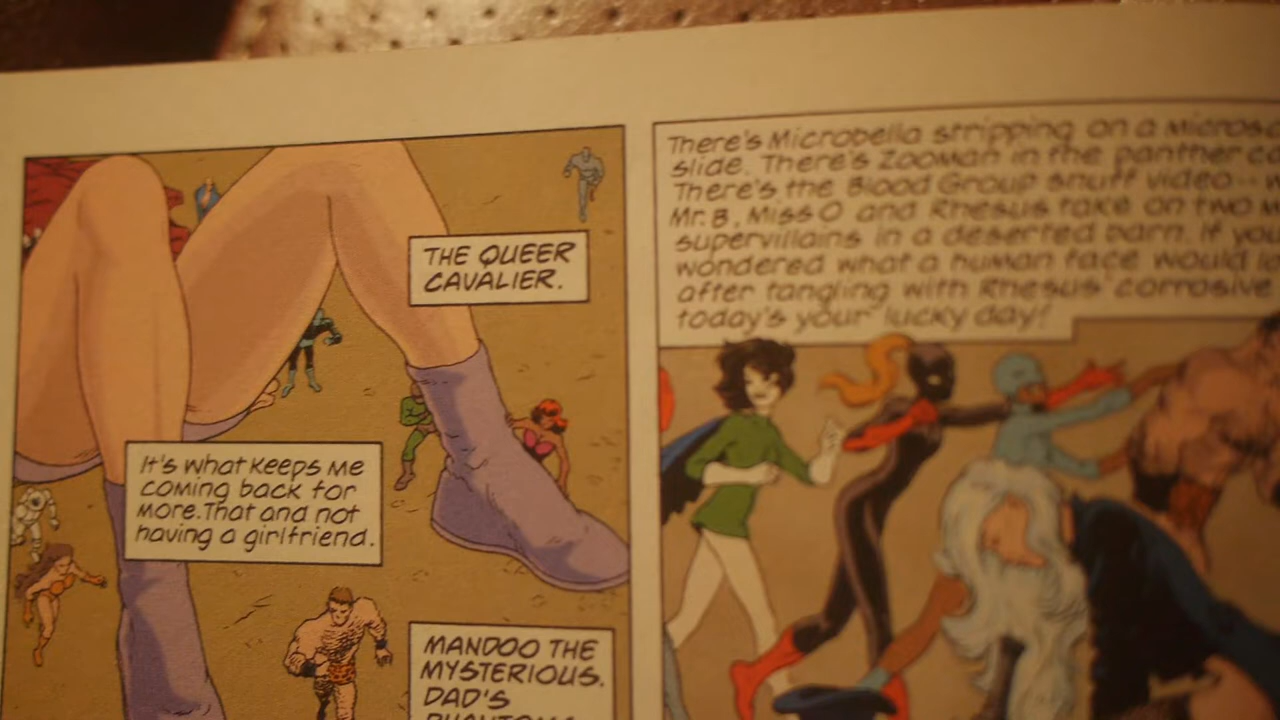 THE QUEER
CAVALIER.
It's what keeps me
coming back for
more. That and not
having a girlfriend.
MANDOO THE
MYSTERIOUS.
DAD'S
There's Microbella stripping on a
slide. There's Zooman in the panther
There's the Blood Group snuff video--
Mr. B, Miss O and Rhesus take on two
supervillains in a deserted barn. If you
wondered what a human face would
after tangling with Rhesus' corrosive
today's your lucky day!